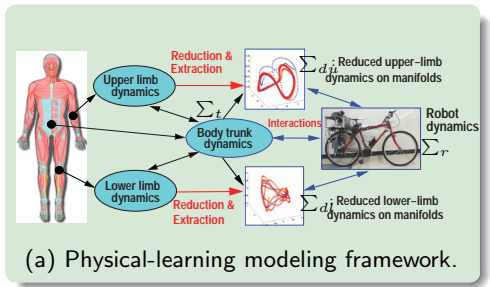 Reduction &
Extraction
Upper limb
dynamics
Σdu: Reduced upper-limb
dynamics on manifolds
Σt
Body trunk
dynamics
Interactions
Robot
dynamics
Σr
Lower limb
dynamics
Reduction
& Extraction
Σdl: Reduced lower-limb
dynamics on manifolds
(a) Physical-learning modeling framework.